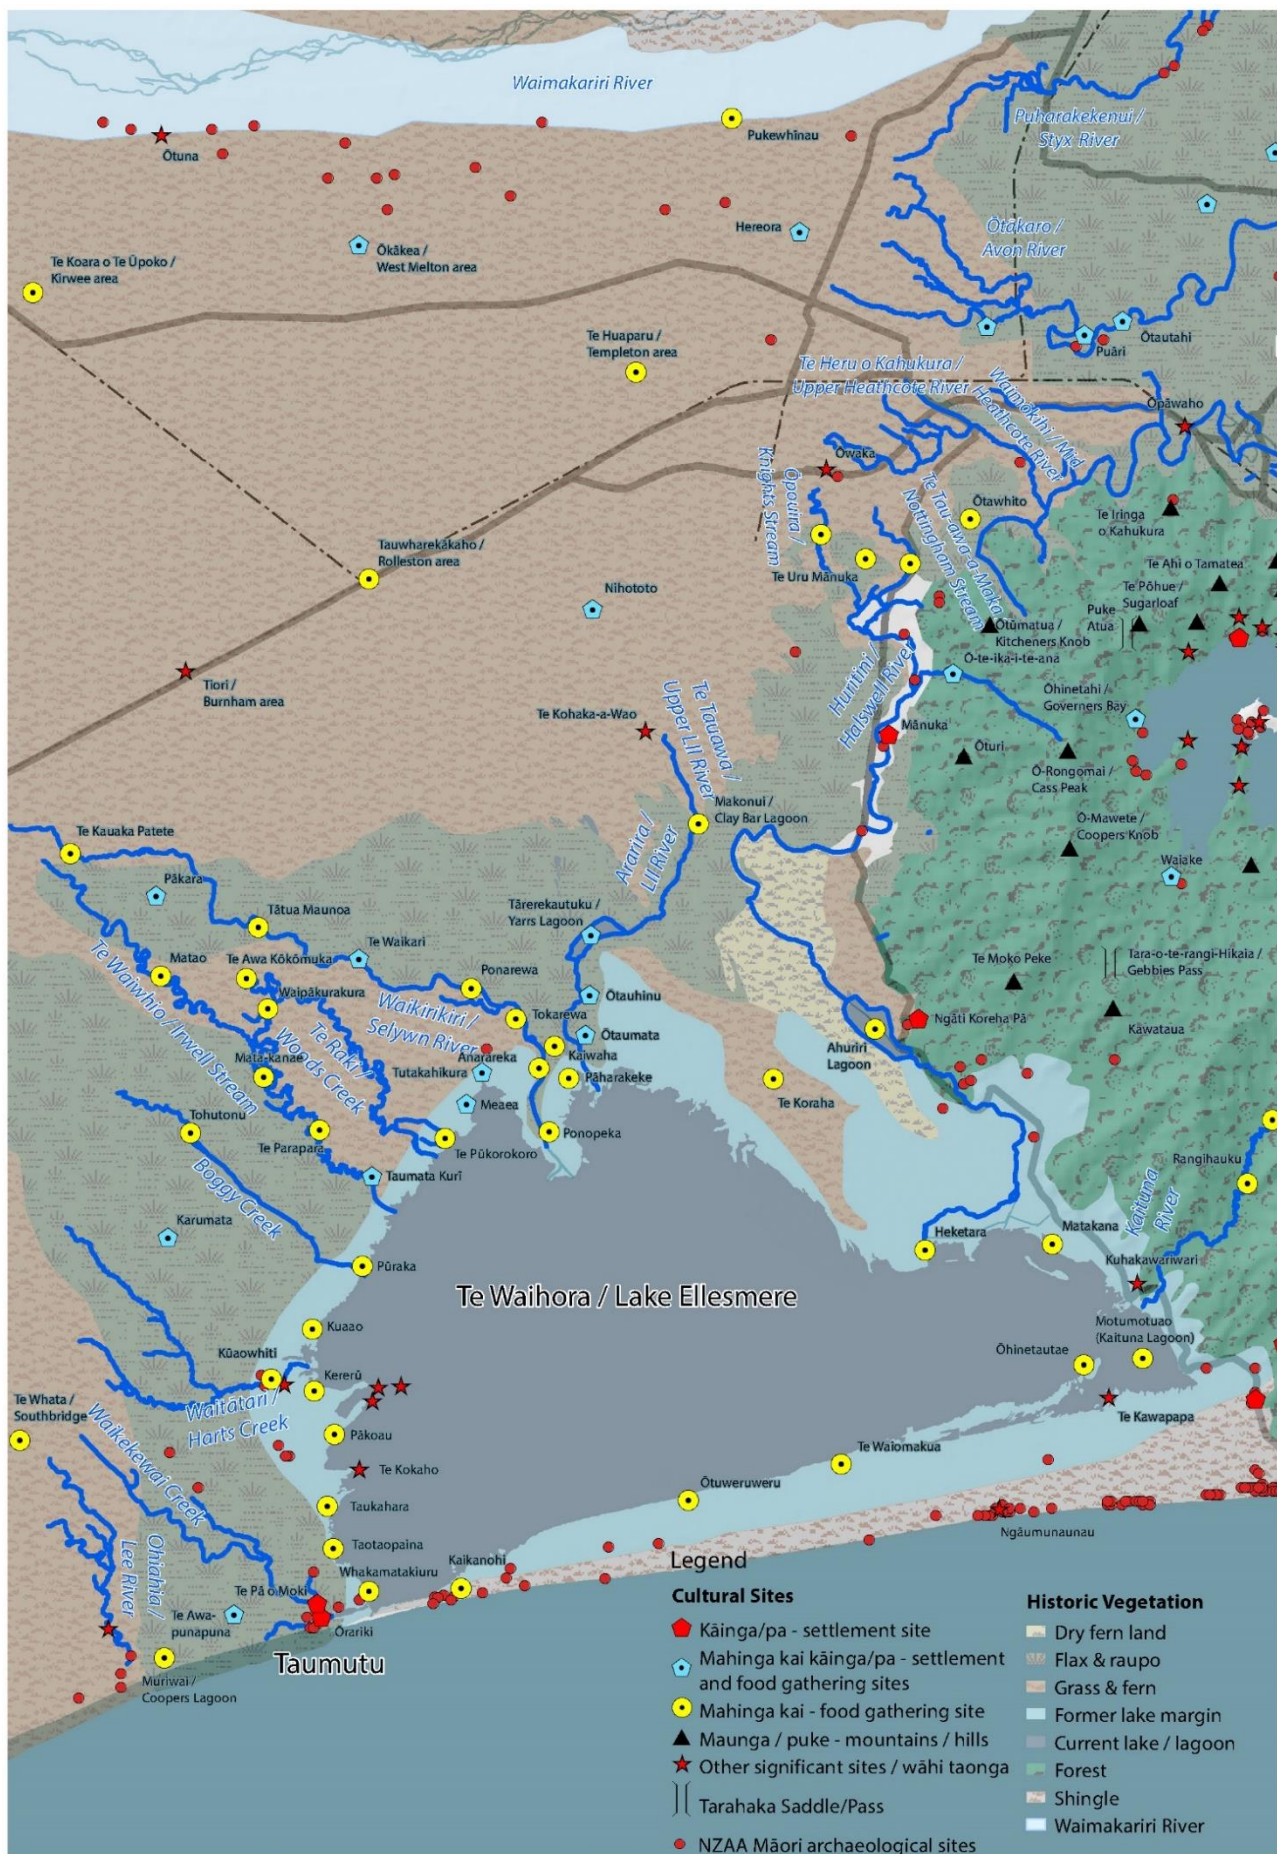 Waimakariri River
Puharakekenui /
Styx River
Pukewhīnau
Ōtuna
Hereora
Ōkākea /
West Melton area
Ōtākaro /
Avon River
Te Koara o Te Ūpoko /
Kirwee area
Te Huaparu /
Templeton area
Ōtautahi
Puāri
Te Heru o Kahukura /
Upper Heathcote River
Waimōkihi / Mid
Heathcote River
Ōpāwaho
Ōwaka
Ōpouira /
Knights Stream
Te Tau-awa-a-Maka
Nottingham Stream
Ōtawhito
Te Iringa
o Kahukura
Tauwharekākaho /
Rolleston area
Te Uru Mānuka
Te Ahi o Tamatea
Te Pōhue /
Sugarloaf
Puke
Atua
Nihototo
Ōtūmatua /
Kitcheners Knob
Ō-te-ika-i-te-ana
Tiori /
Burnham area
Huritini /
Halswell River
Ōhinetahi /
Governers Bay
Te Kohaka-a-Wao
Te Tauawa /
Upper LII River
Mānuka
Ōturi
Ō-Rongomai /
Cass Peak
Makonui /
Clay Bar Lagoon
Ō-Mawete /
Coopers Knob
Te Kauaka Patete
Ararira /
LII River
Waiake
Pākara
Tārerekautuku /
Yarrs Lagoon
Tātua Maunoa
Te Waikari
Te Awa Kōkōmuka
Matao
Ponarewa
Te Moko Peke
Tara-o-te-rangi-Hikaia /
Gebbies Pass
Waipākurakura
Te Waiwhio / Irwell Stream
Waikirikiri /
Selywn River
Ōtauhinu
Tokarewa
Ngāti Koreha Pā
Kāwataua
Te Raki /
Woods Creek
Ōtaumata
Anarareka
Kaiwaha
Ahuriri
Lagoon
Mata-kanae
Tutakahikura
Pāharakeke
Te Koraha
Meaea
Tohutonu
Te Parapara
Te Pūkorokoro
Ponopeka
Rangihauku
Boggy Creek
Taumata Kurī
Kaituna
River
Karumata
Heketara
Matakana
Pūraka
Kuhakawariwari
Te Waihora / Lake Ellesmere
Motumotuao
(Kaituna Lagoon)
Kuaao
Ōhinetautae
Kūaowhiti
Kererū
Te Whata /
Southbridge
Waitātari /
Harts Creek
Te Kawapapa
Waikekewai Creek
Pākoau
Te Waiomakua
Te Kokaho
Ōtuweruweru
Taukahara
Ngāumunaunau
Ohiahia /
Lee River
Taotaopaina
Kaikanohi
Whakamatakiuru
Te Pā o Moki
Te Awa-
punapuna
Ōrariki
Taumutu
Muriwai /
Coopers Lagoon
Legend
Cultural Sites
Kāinga/pa - settlement site
Mahinga kai kāinga/pa - settlement
and food gathering sites
Mahinga kai - food gathering site
Maunga / puke - mountains / hills
Other significant sites / wāhi taonga
Tarahaka Saddle/Pass
NZAA Māori archaeological sites
Historic Vegetation
Dry fern land
Flax & raupo
Grass & fern
Former lake margin
Current lake / lagoon
Forest
Shingle
Waimakariri River